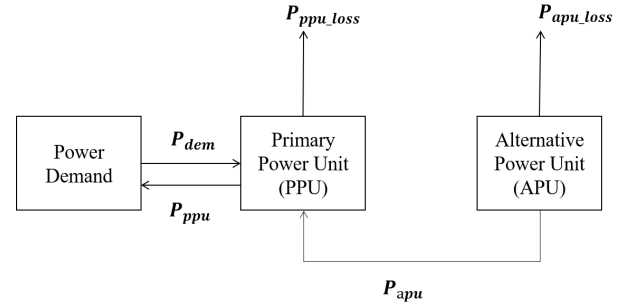 P_ppu_loss
P_apu_loss
Power
Demand
P_dem
P_ppu
Primary
Power Unit
(PPU)
Alternative
Power Unit
(APU)
P_apu